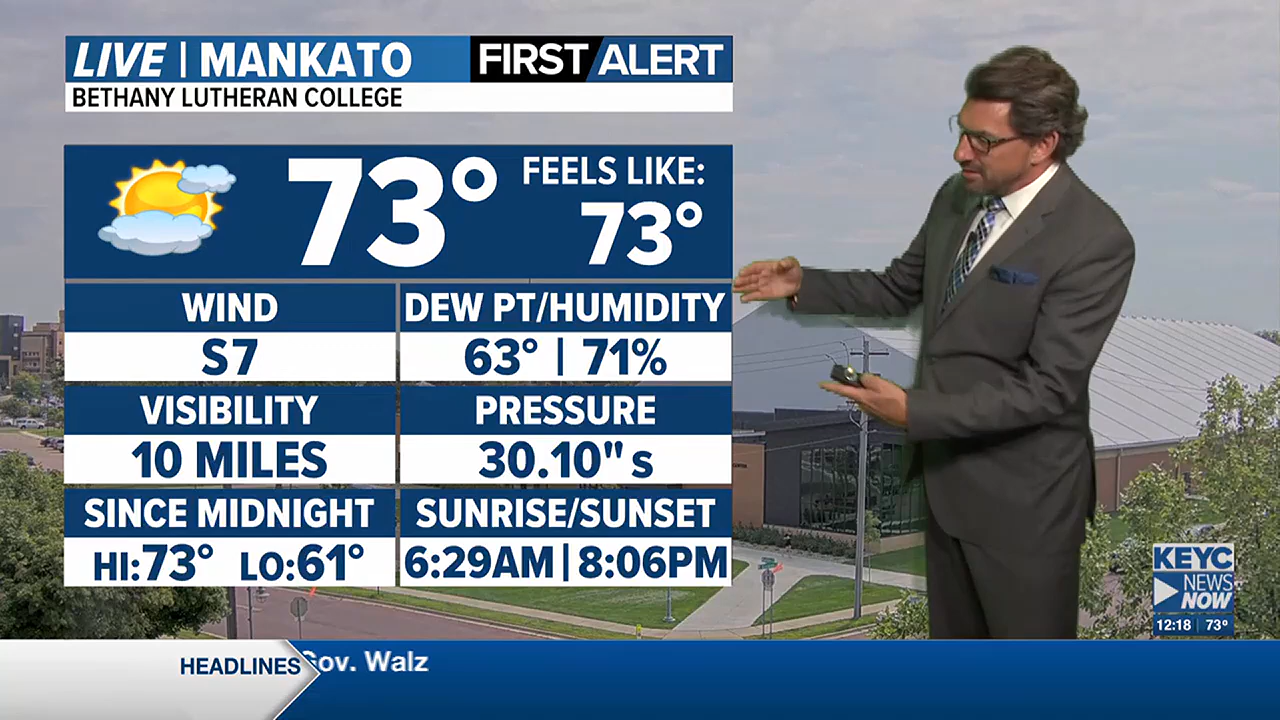 LIVE | MANKATO
FIRST ALERT
BETHANY LUTHERAN COLLEGE
73°
FEELS LIKE:
73°
WIND
S7
DEW PT/HUMIDITY
63° | 71%
VISIBILITY
10 MILES
PRESSURE
30.10" s
SINCE MIDNIGHT
HI:73° LO:61°
SUNRISE/SUNSET
6:29AM | 8:06PM
KEYC
NEWS
NOW
12:18 | 73°
HEADLINES
Gov. Walz